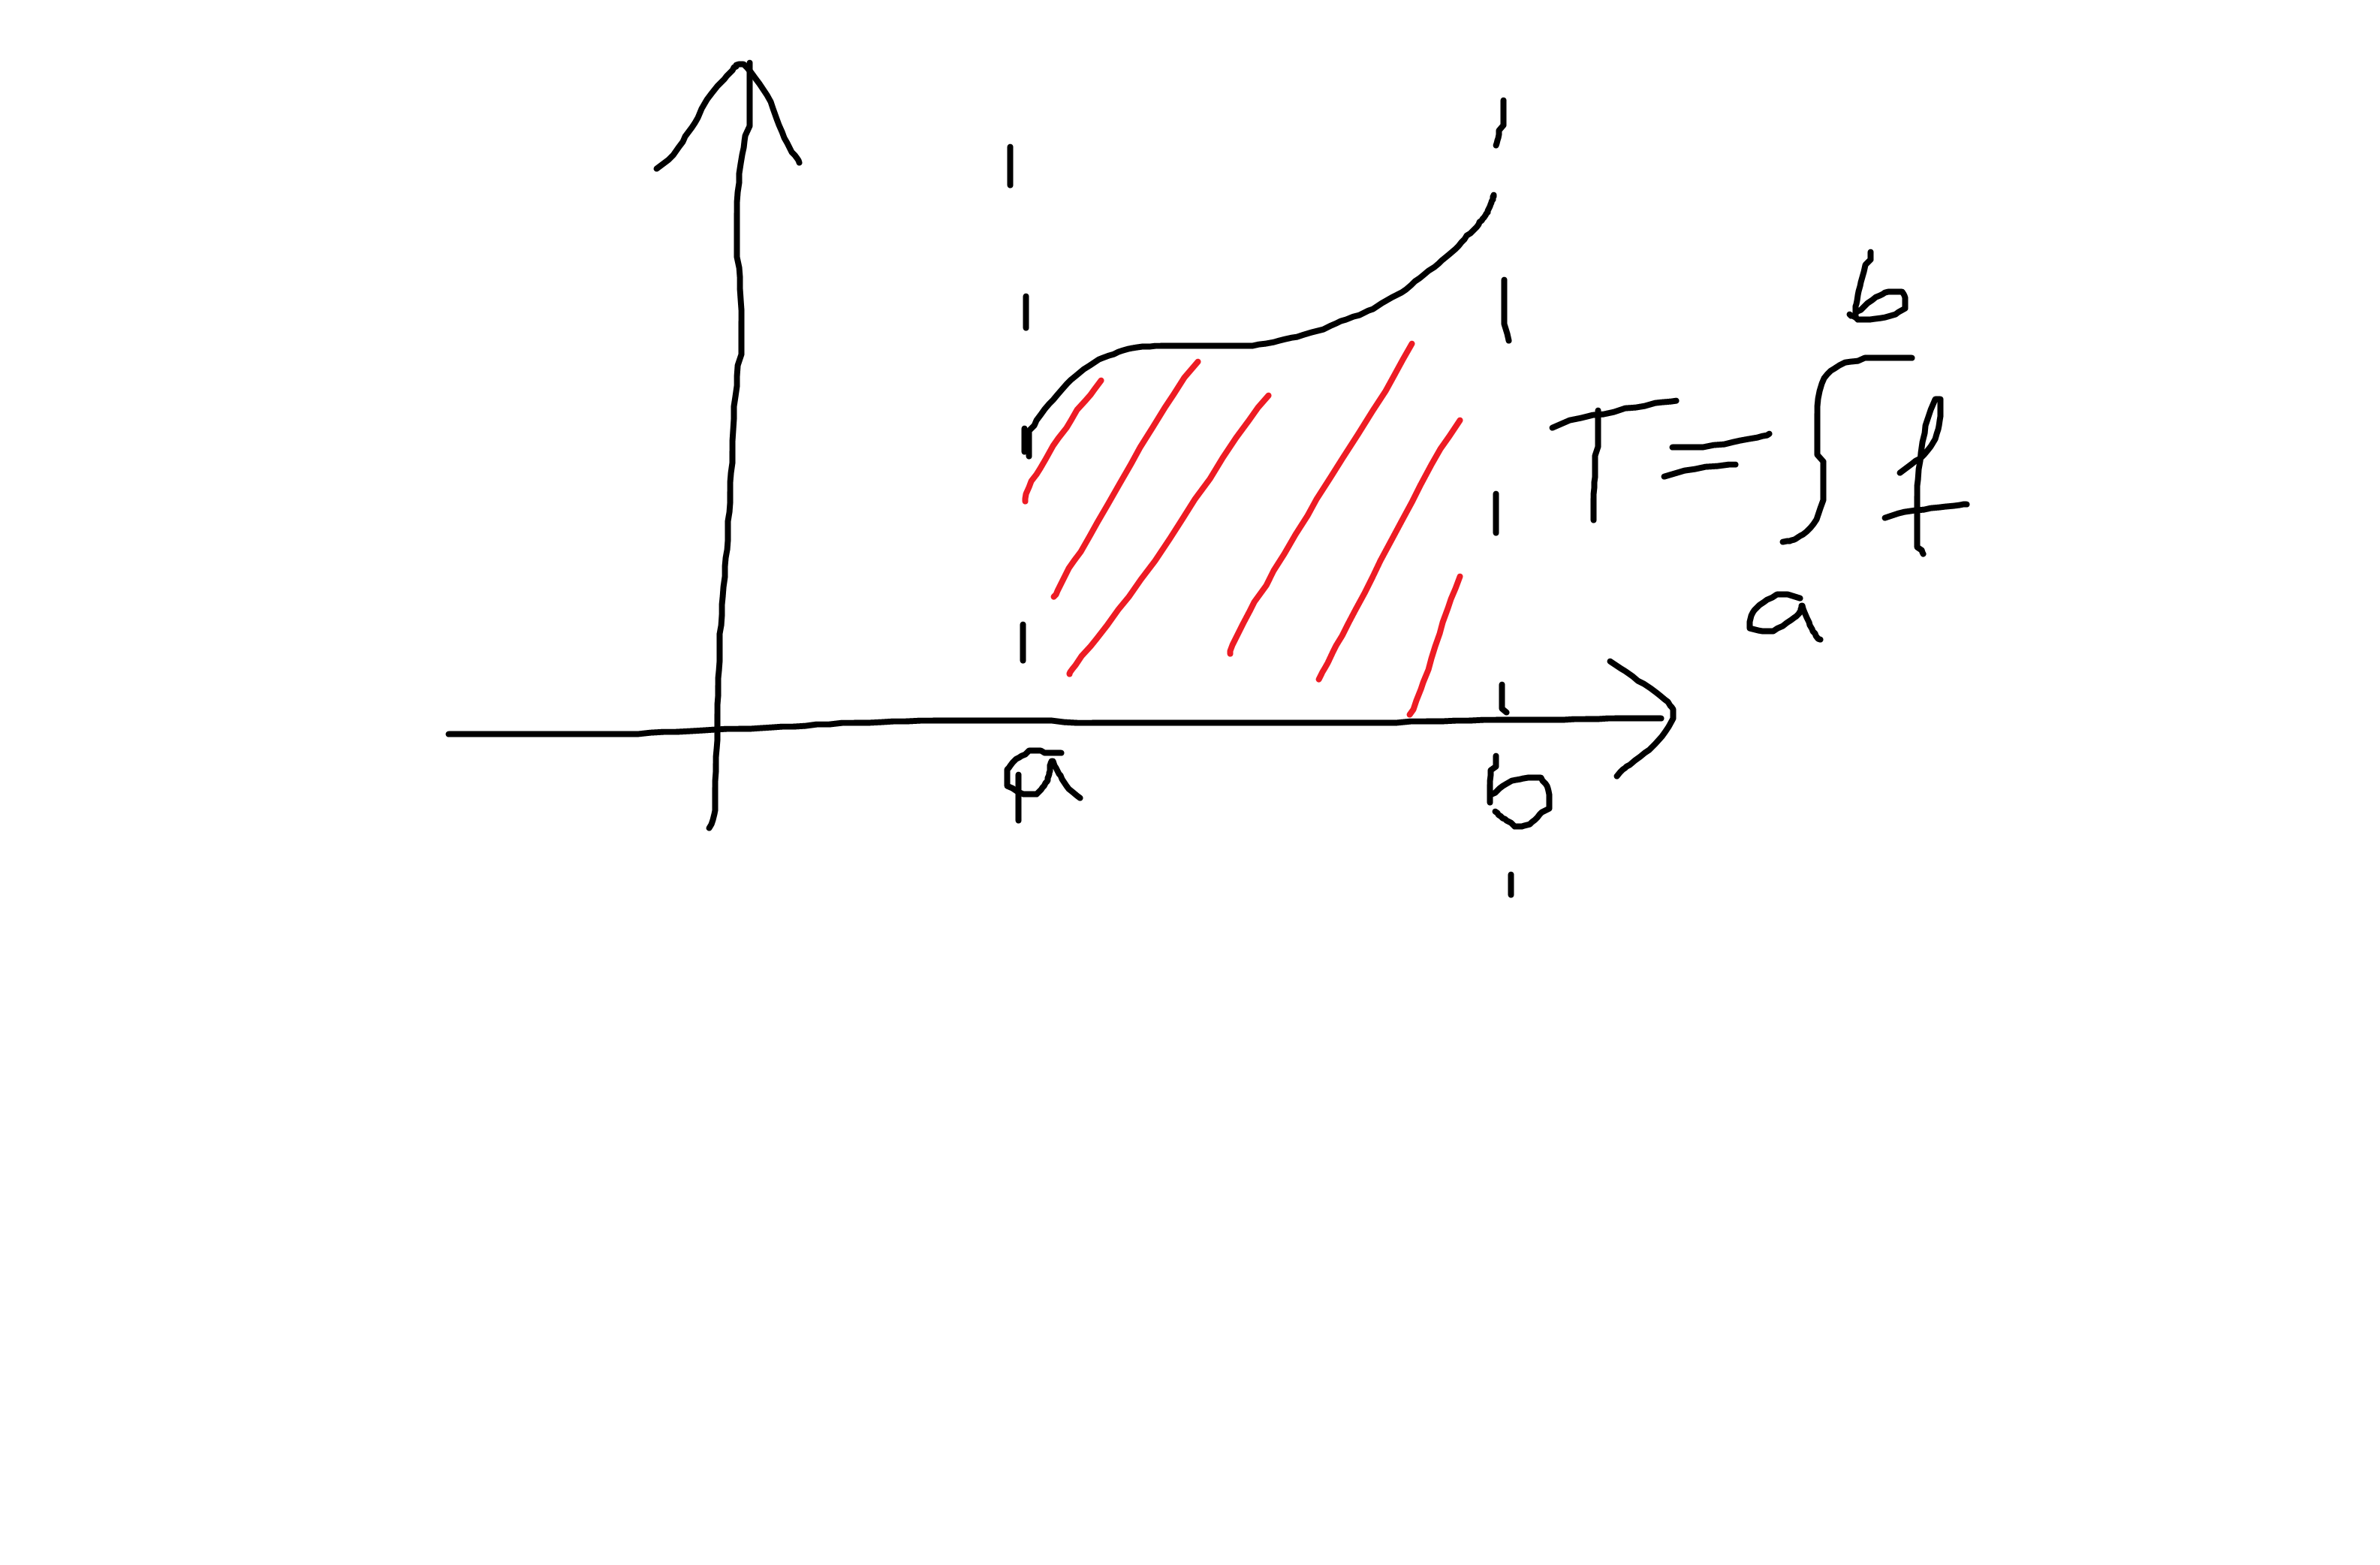 T = ∫ₐᵇ f
a b